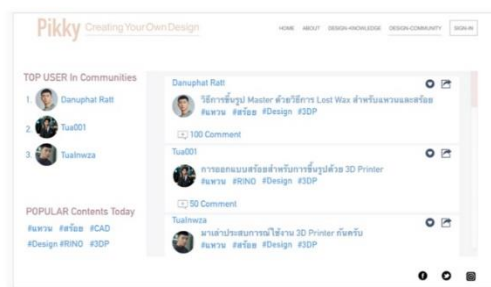 Pikky Creating Your Own Design
HOME ABOUT DESIGN-KNOWLEDGE DESIGN-COMMUNITY SIGN-IN
TOP USER In Communities
1. Danuphat Ratt
2. Tua001
3. Tualnwza
POPULAR Contents Today
#แหวน #สร้อย #CAD
#Design #RINO #3DP
Danuphat Ratt
วิธีการขึ้นรูป Master ด้วยวิธีการ Lost Wax สำหรับแหวนและสร้อย
#แหวน #สร้อย #Design #3DP
100 Comment
Tua001
การออกแบบสร้อยสำหรับการขึ้นรูปด้วย 3D Printer
#แหวน #RINO #Design #3DP
50 Comment
Tualnwza
มาเล่าประสบการณ์ใช้งาน 3D Printer กันครับ
#แหวน #สร้อย #Design #3DP